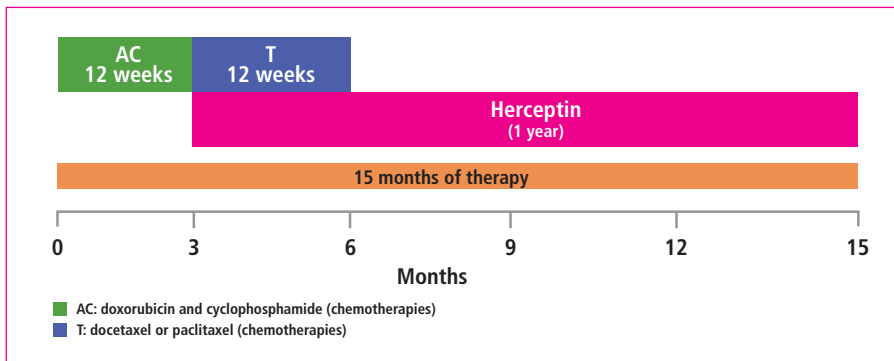 AC
12 weeks
T
12 weeks
Herceptin
(1 year)
15 months of therapy
0 3 6 9 12 15
Months
AC: doxorubicin and cyclophosphamide (chemotherapies)
T: docetaxel or paclitaxel (chemotherapies)